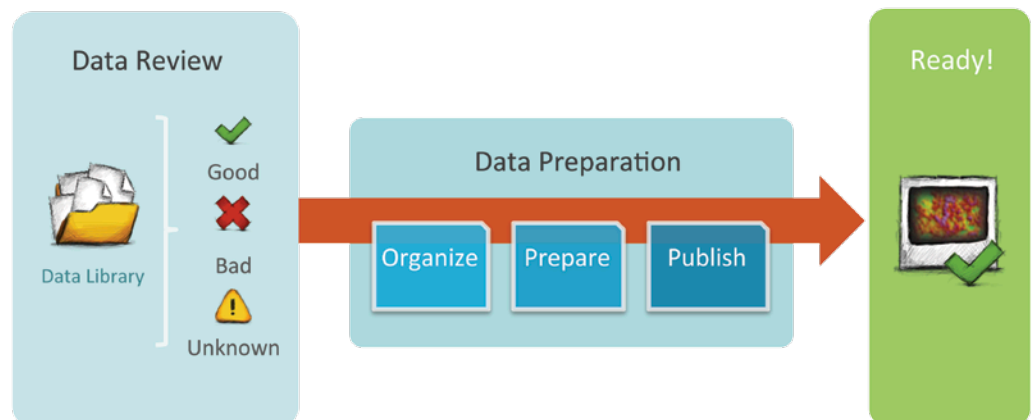 Data Review
Good
Bad
Unknown
Data Library
Data Preparation
Organize
Prepare
Publish
Ready!